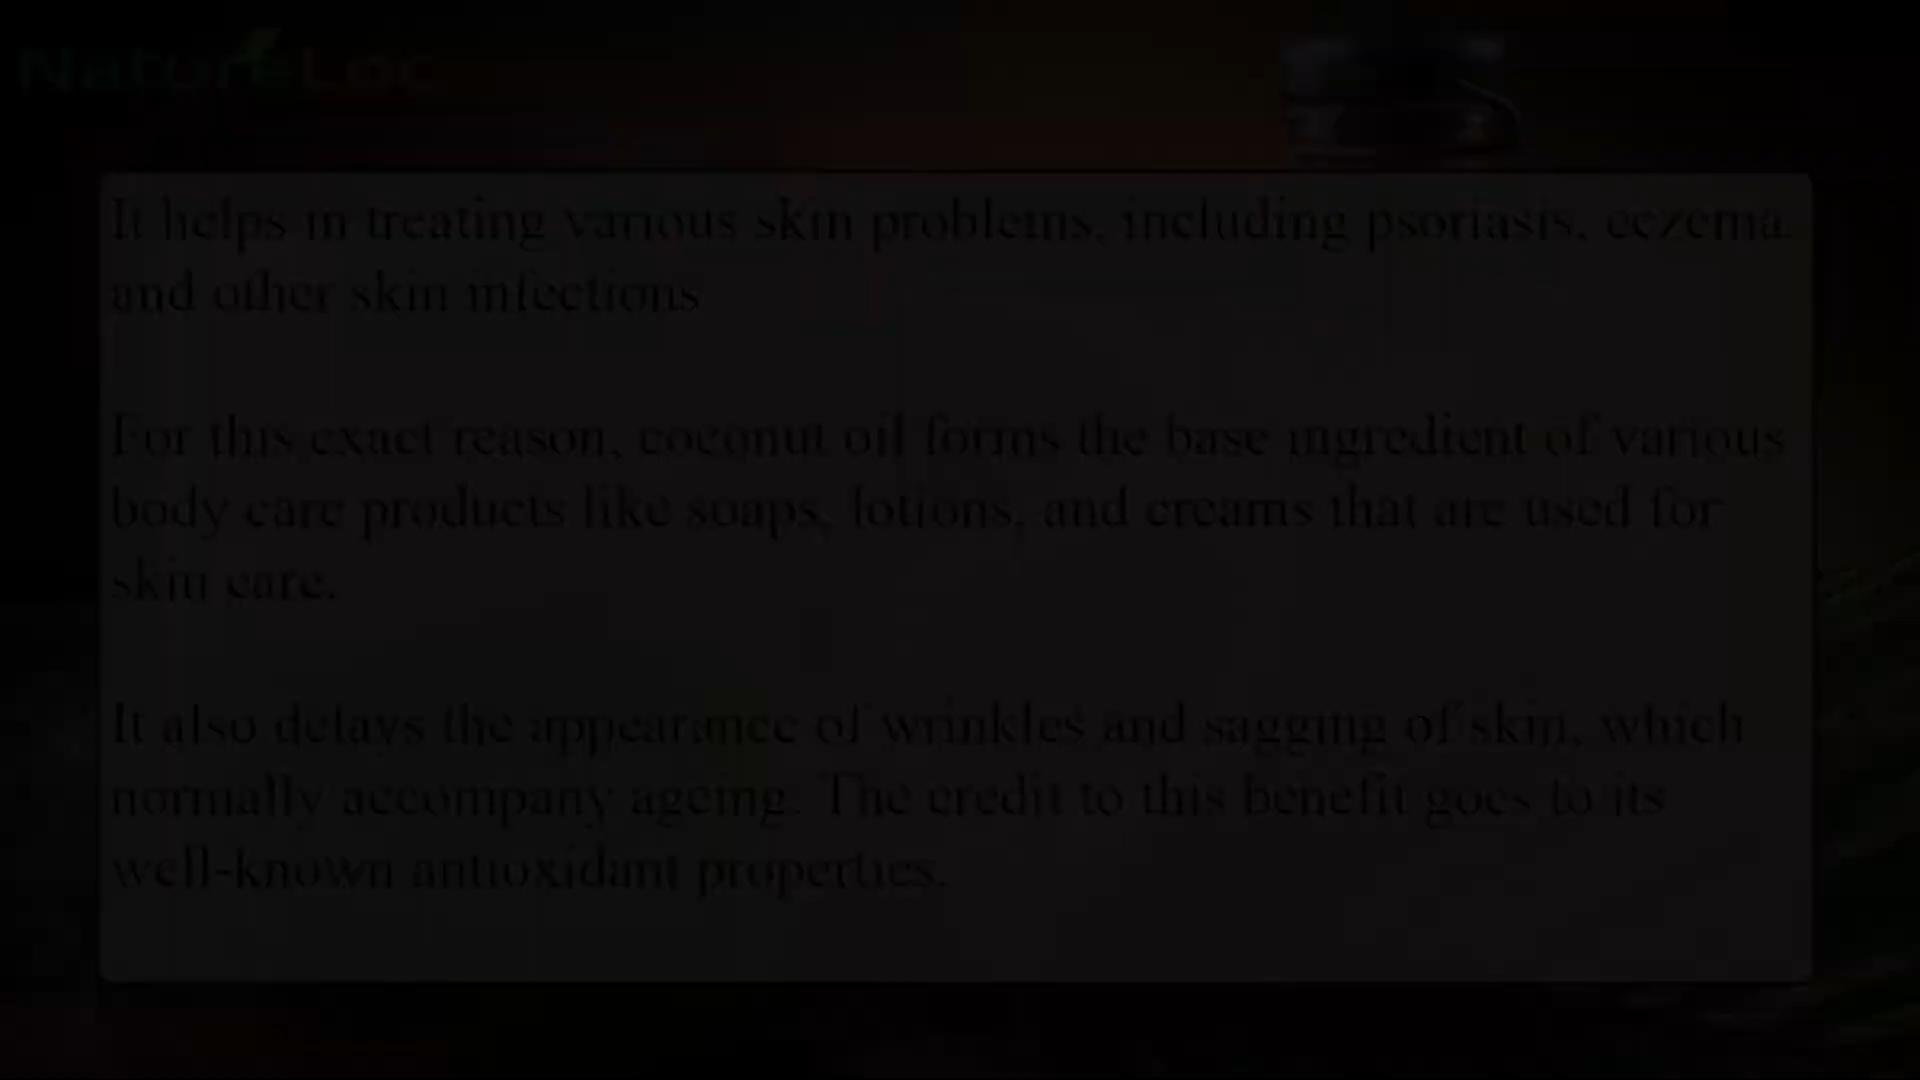 NatureLoc
It helps in treating various skin problems, including psoriasis, eczema,
and other skin infections
For this exact reason, coconut oil forms the base ingredient of various
body care products like soaps, lotions, and creams that are used for
skin care.
It also delays the appearance of wrinkles and sagging of skin, which
normally accompany ageing. The credit to this benefit goes to its
well-known antioxidant properties.